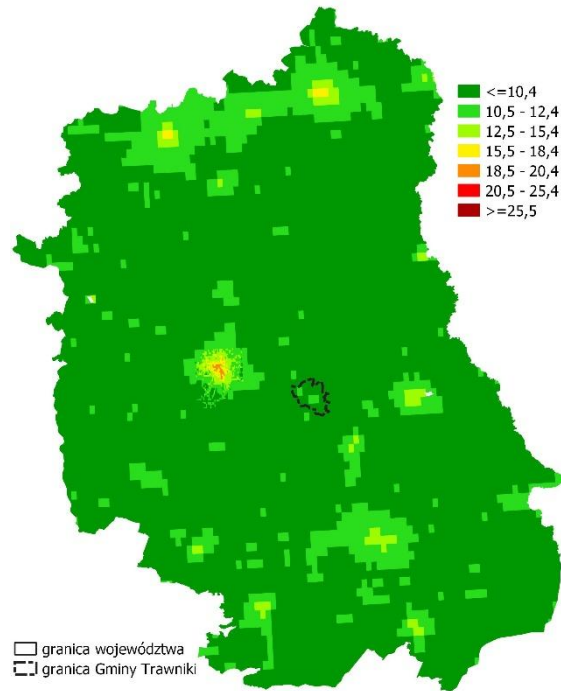 <=10,4
10,5 - 12,4
12,5 - 15,4
15,5 - 18,4
18,5 - 20,4
20,5 - 25,4
>=25,5
granica województwa
granica Gminy Trawniki